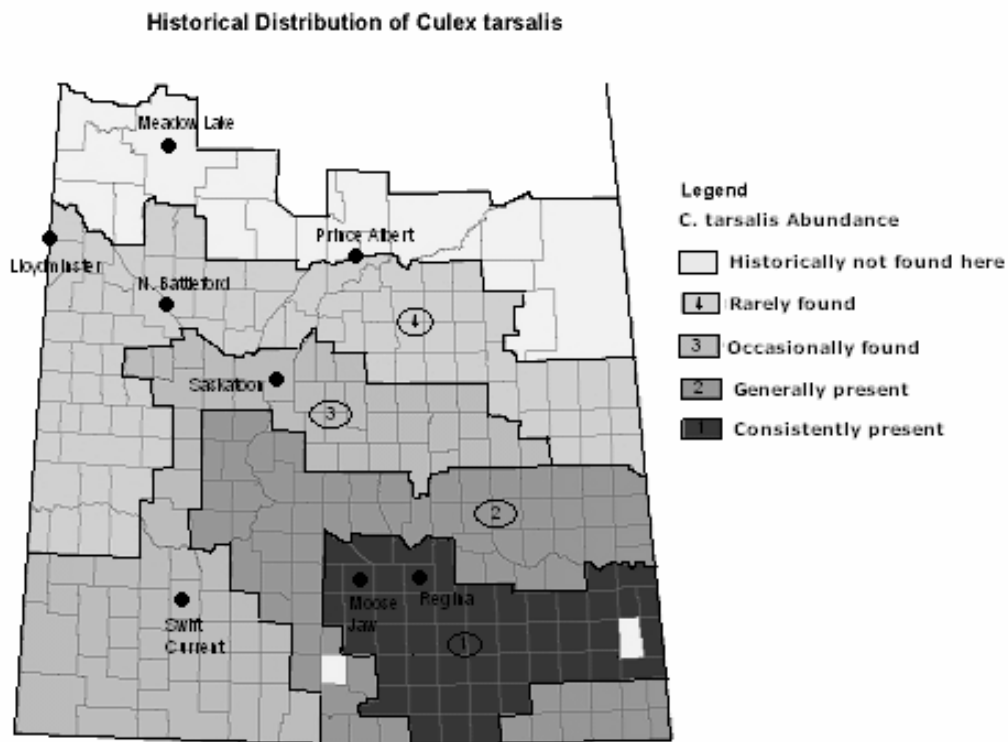 Historical Distribution of Culex tarsalis
Meadow Lake
Prince Albert
Lloydminster
N. Battleford
4
Saskatoon
3
2
Moose
Jaw
Regina
Swift
Current
1
Legend
C. tarsalis Abundance
Historically not found here
4 Rarely found
3 Occasionally found
2 Generally present
1 Consistently present